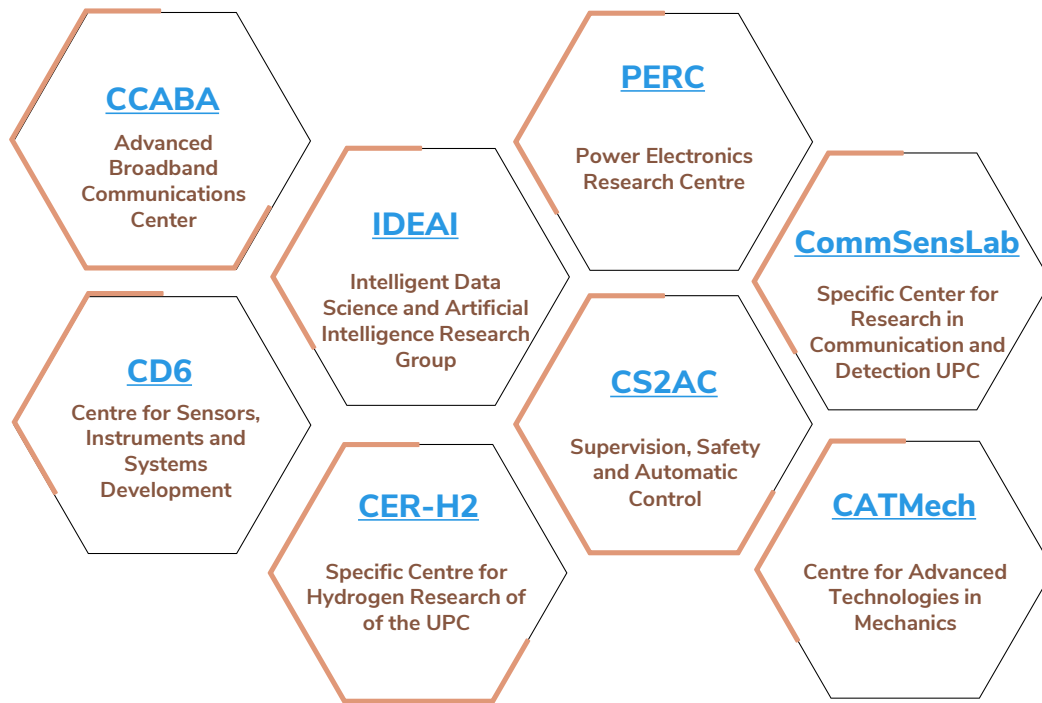 CCABA
Advanced
Broadband
Communications
Center
PERC
Power Electronics
Research Centre
IDEAI
Intelligent Data
Science and Artificial
Intelligence Research
Group
CommSensLab
Specific Center for
Research in
Communication and
Detection UPC
CD6
Centre for Sensors,
Instruments and
Systems
Development
CS2AC
Supervision, Safety
and Automatic
Control
CER-H2
Specific Centre for
Hydrogen Research of
of the UPC
CATMech
Centre for Advanced
Technologies in
Mechanics